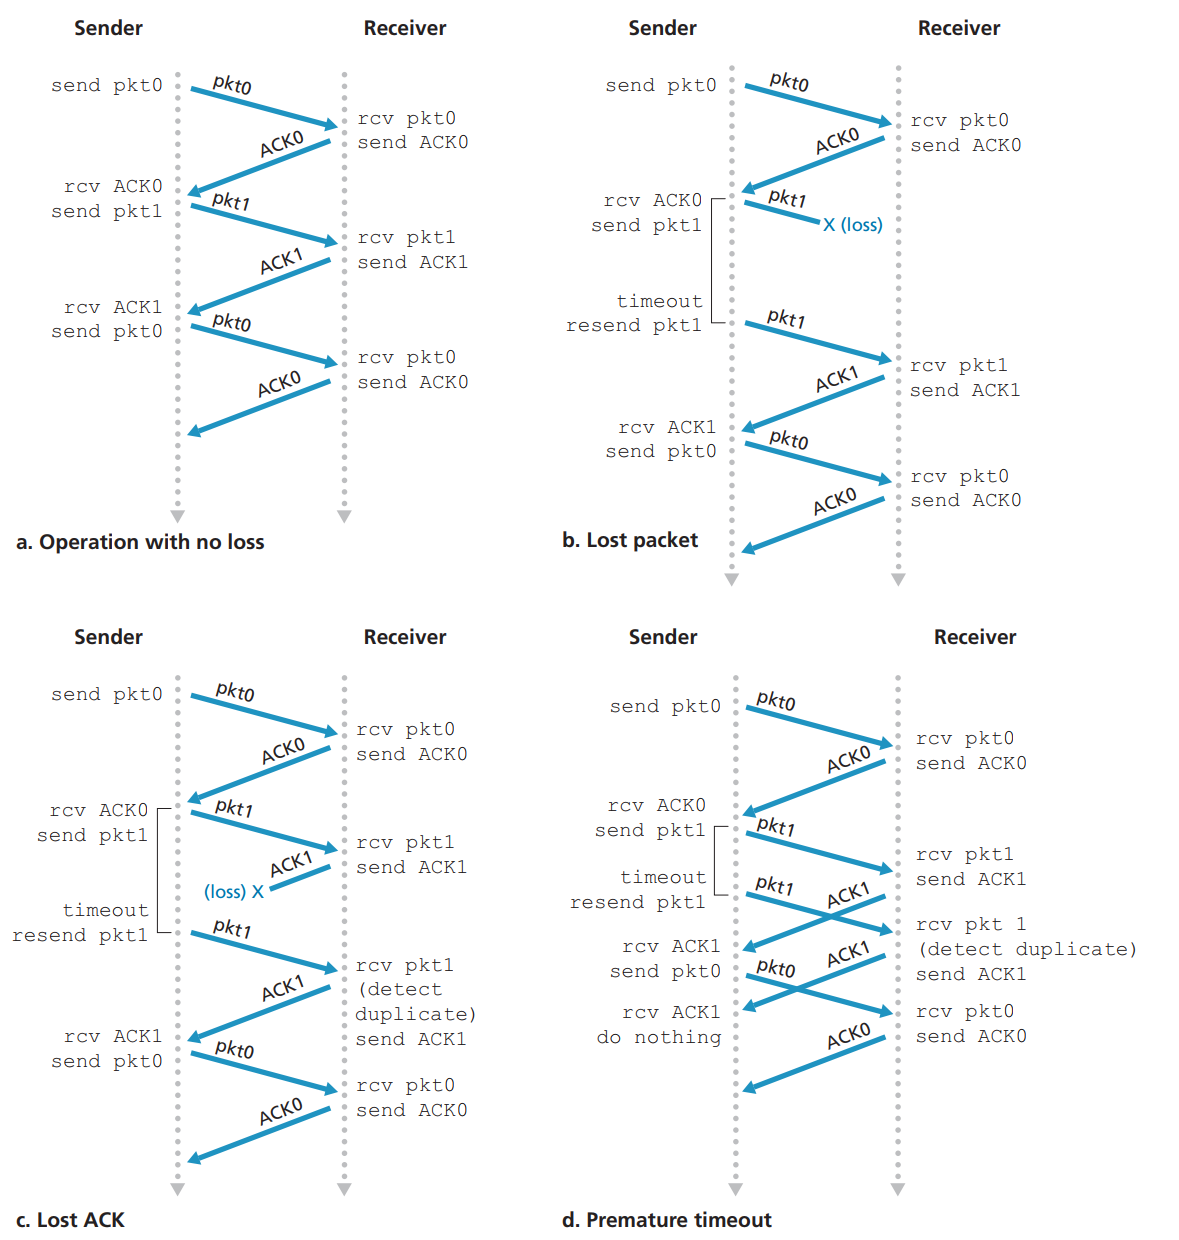 Sender Receiver
send pkt0
pkt0
rcv pkt0
send ACK0
ACK0
rcv ACK0
send pkt1
pkt1
rcv pkt1
send ACK1
ACK1
rcv ACK1
send pkt0
pkt0
rcv pkt0
send ACK0
ACK0
a. Operation with no loss
Sender Receiver
send pkt0
pkt0
rcv pkt0
send ACK0
ACK0
rcv ACK0
send pkt1
pkt1
X (loss)
timeout
resend pkt1
pkt1
rcv pkt1
send ACK1
ACK1
rcv ACK1
send pkt0
pkt0
rcv pkt0
send ACK0
ACK0
b. Lost packet
Sender Receiver
send pkt0
pkt0
rcv pkt0
send ACK0
ACK0
rcv ACK0
send pkt1
pkt1
rcv pkt1
send ACK1
ACK1
(loss) X
timeout
resend pkt1
pkt1
rcv pkt1
(detect
duplicate)
send ACK1
ACK1
rcv ACK1
send pkt0
pkt0
rcv pkt0
send ACK0
ACK0
c. Lost ACK
Sender Receiver
send pkt0
pkt0
rcv pkt0
send ACK0
ACK0
rcv ACK0
send pkt1
pkt1
rcv pkt1
send ACK1
timeout
resend pkt1
pkt1
ACK1
rcv pkt 1
(detect duplicate)
send ACK1
rcv ACK1
send pkt0
pkt0
ACK1
rcv ACK1
do nothing
rcv pkt0
send ACK0
ACK0
d. Premature timeout